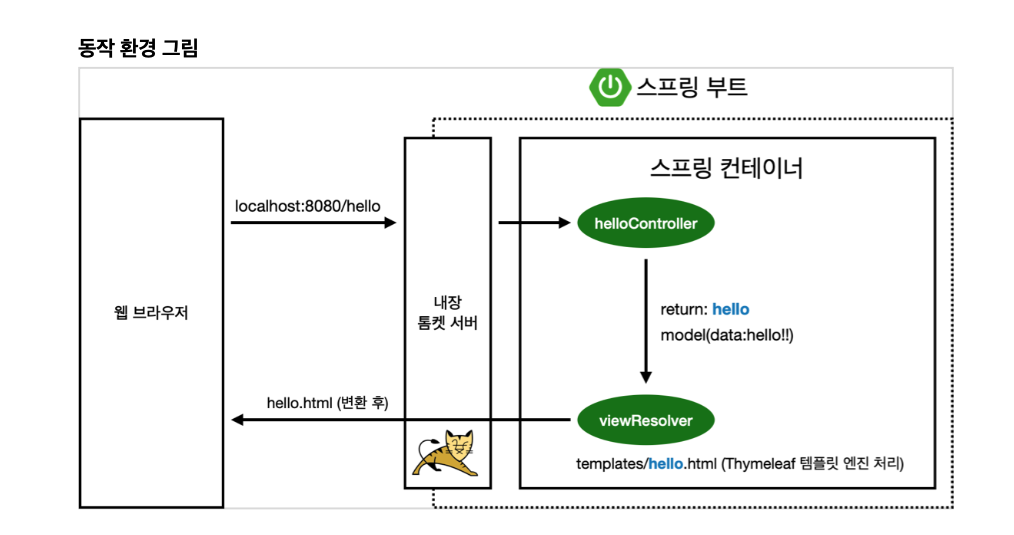 동작 환경 그림
스프링 부트
스프링 컨테이너
localhost:8080/hello
helloController
웹 브라우저
내장
톰켓 서버
return: hello
model(data:hello!!)
hello.html (변환 후)
viewResolver
templates/hello.html (Thymeleaf 템플릿 엔진 처리)